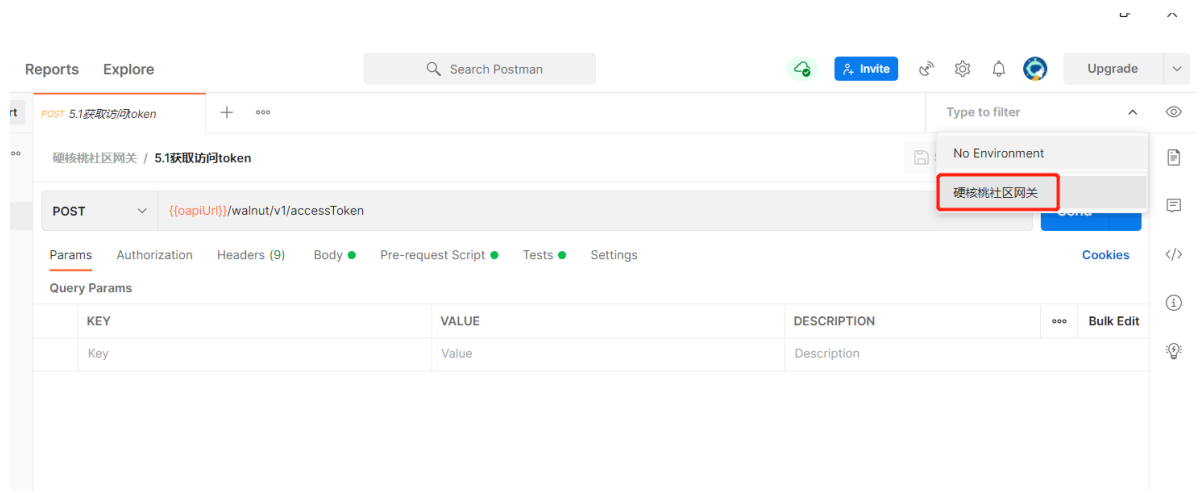 Reports Explore Search Postman Invite Upgrade
rt POST 5.1获取访问token Type to filter
硬核桃社区网关 / 5.1获取访问token No Environment
硬核桃社区网关
POST {{oapiUrl}}/walnut/v1/accessToken
Params Authorization Headers (9) Body Pre-request Script Tests Settings Cookies </>
Query Params
KEY VALUE DESCRIPTION Bulk Edit
Key Value Description